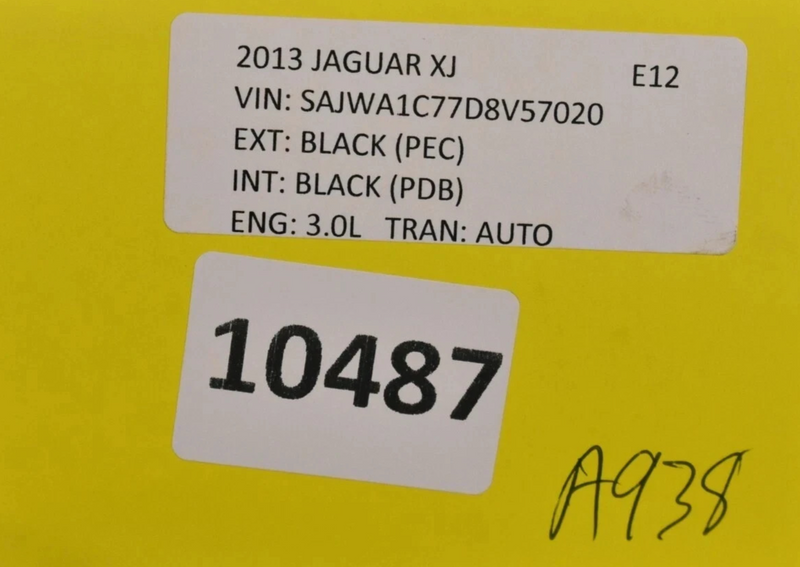 2013 JAGUAR XJ E12
VIN: SAJWA1C77D8V57020
EXT: BLACK (PEC)
INT: BLACK (PDB)
ENG: 3.0L TRAN: AUTO
10487
A938